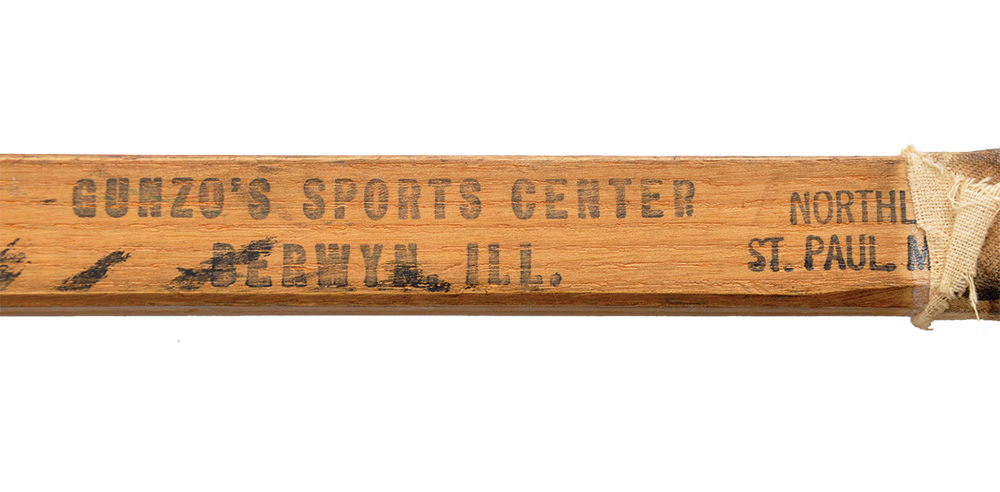 GUNZO'S SPORTS CENTER
BERWYN. ILL.
NORTHL
ST. PAUL. M